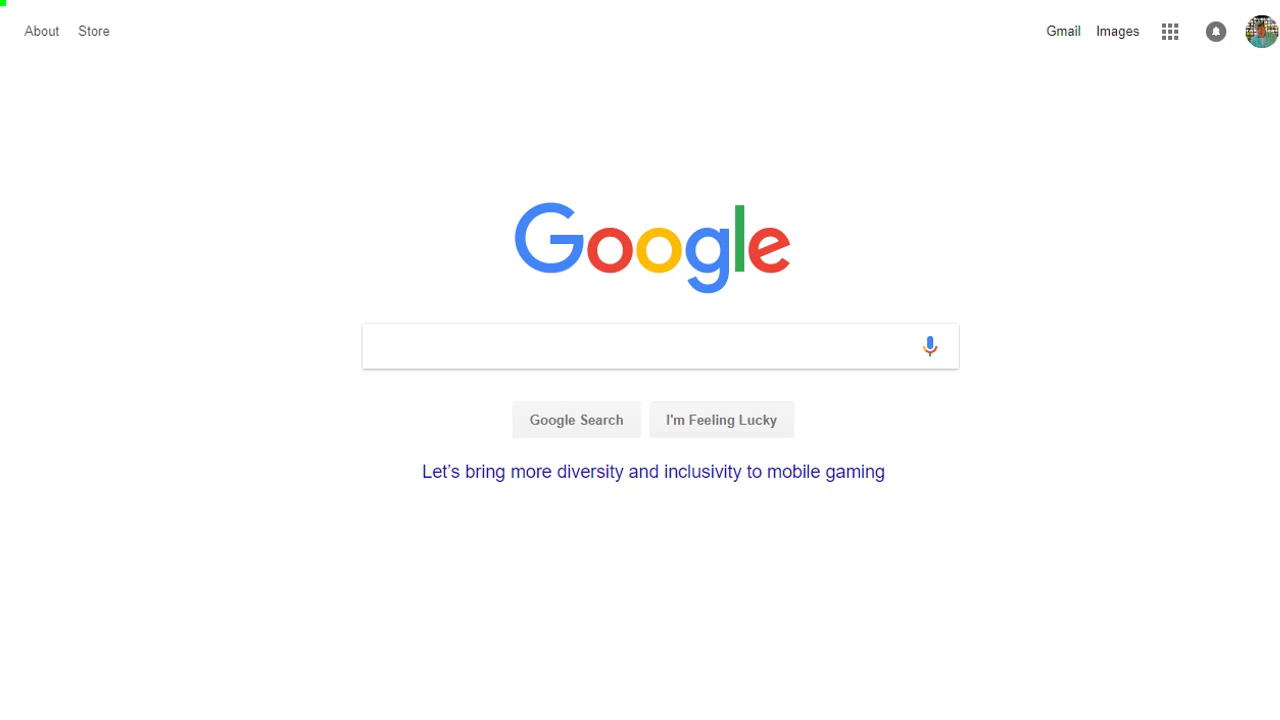 About Store Gmail Images
Google
Google Search I'm Feeling Lucky
Let's bring more diversity and inclusivity to mobile gaming